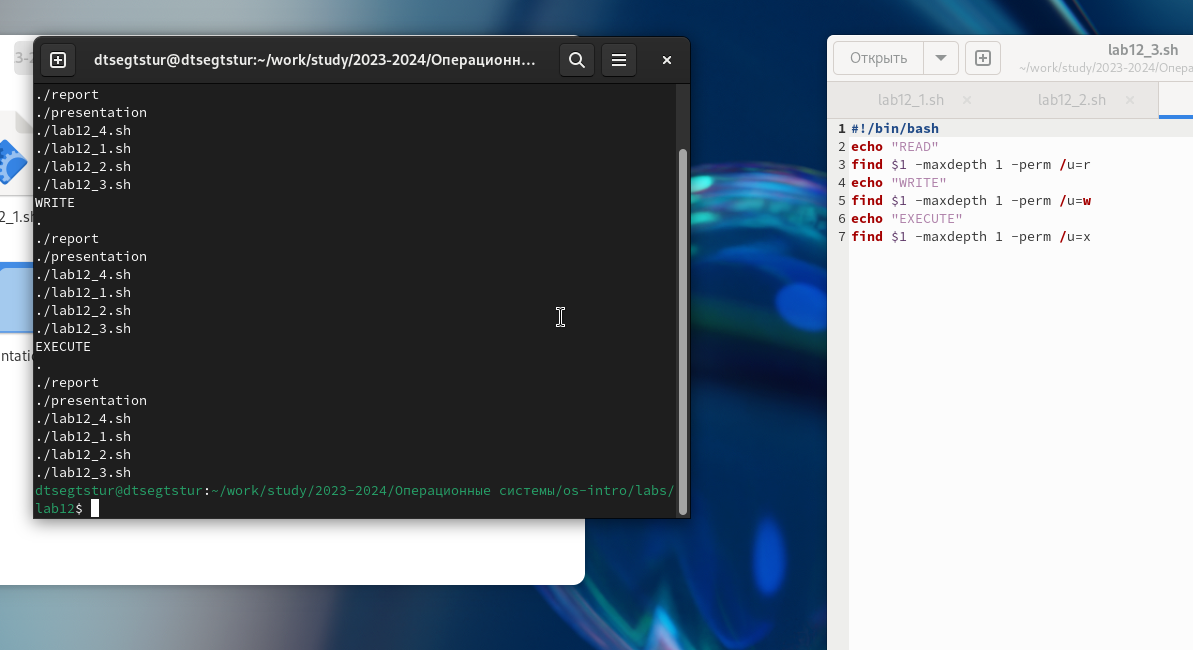 3-2
2_1.sh
ntatio
dtsegtstur@dtsegtstur:~/work/study/2023-2024/Операционн...
./report
./presentation
./lab12_4.sh
./lab12_1.sh
./lab12_2.sh
./lab12_3.sh
WRITE
.
./report
./presentation
./lab12_4.sh
./lab12_1.sh
./lab12_2.sh
./lab12_3.sh
EXECUTE
.
./report
./presentation
./lab12_4.sh
./lab12_1.sh
./lab12_2.sh
./lab12_3.sh
dtsegtstur@dtsegtstur:~/work/study/2023-2024/Операционные системы/os-intro/labs/
lab12$
Открыть
lab12_3.sh
~/work/study/2023-2024/Опера
lab12_1.sh
lab12_2.sh
1 #!/bin/bash
2 echo "READ"
3 find $1 -maxdepth 1 -perm /u=r
4 echo "WRITE"
5 find $1 -maxdepth 1 -perm /u=w
6 echo "EXECUTE"
7 find $1 -maxdepth 1 -perm /u=x